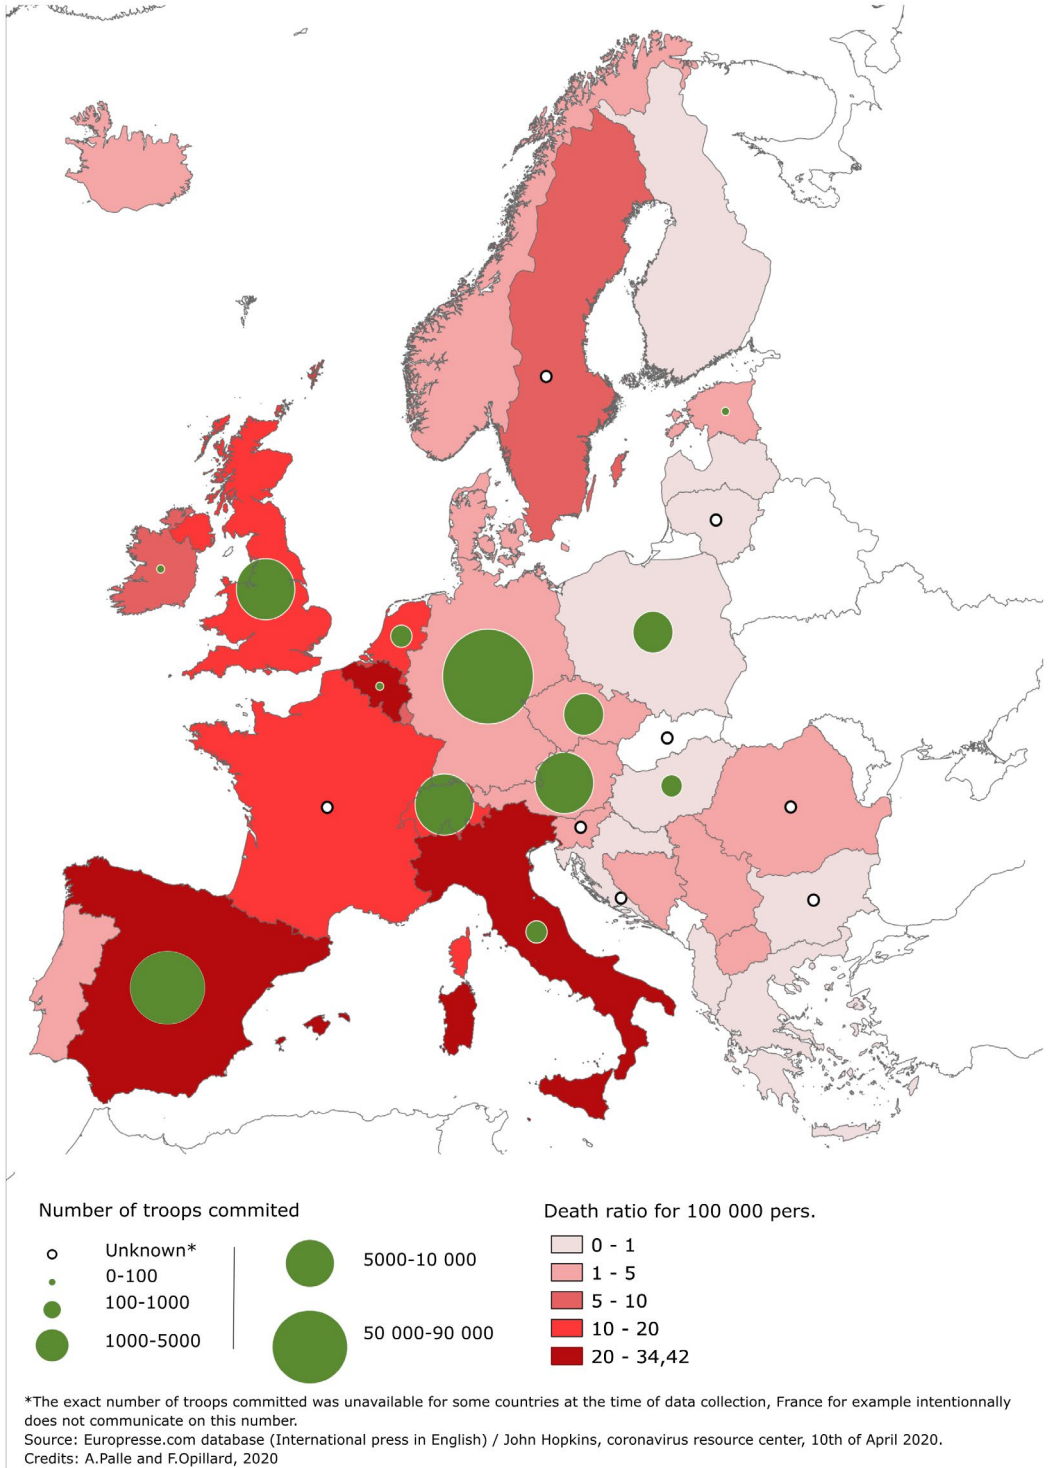 Number of troops commited
Unknown*
0-100
100-1000
1000-5000
5000-10 000
50 000-90 000
Death ratio for 100 000 pers.
0 - 1
1 - 5
5 - 10
10 - 20
20 - 34,42
*The exact number of troops committed was unavailable for some countries at the time of data collection, France for example intentionnally
does not communicate on this number.
Source: Europresse.com database (International press in English) / John Hopkins, coronavirus resource center, 10th of April 2020.
Credits: A.Palle and F.Opillard, 2020